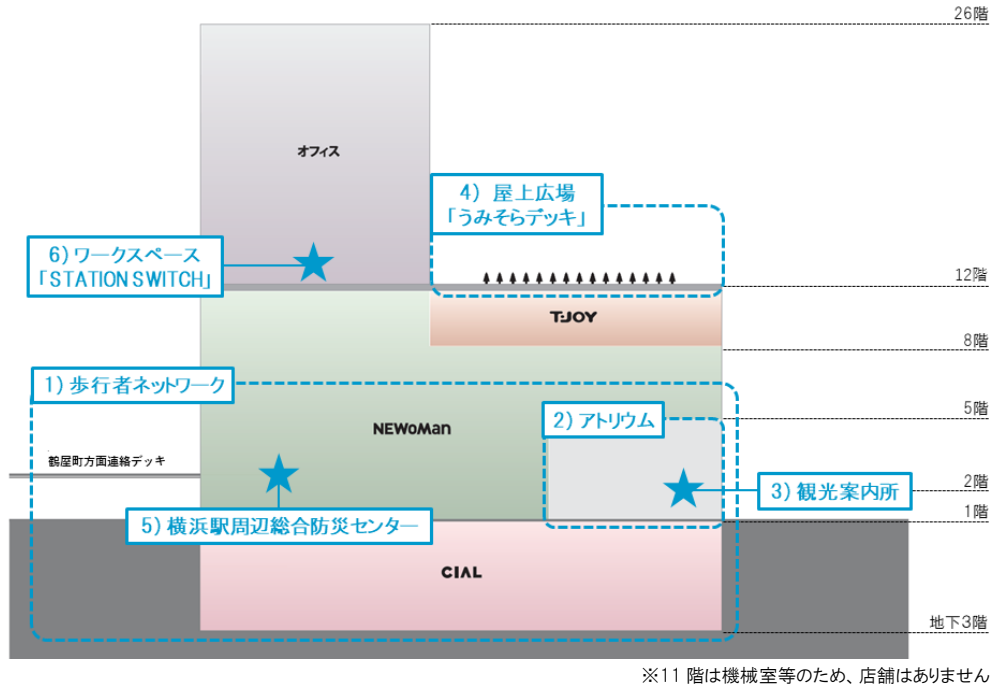 26階
オフィス
4) 屋上広場
「うみそらデッキ」
6)ワークスペース
「STATION SWITCH」
12階
T・JOY
8階
1)歩行者ネットワーク
5階
2)アトリウム
NEWoMan
鶴屋町方面連絡デッキ
2階
3)観光案内所
1階
5)横浜駅周辺総合防災センター
CIAL
地下3階
※11 階は機械室等のため、店舗はありません